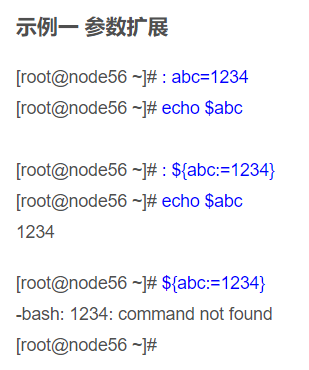 示例一 参数扩展
[root@node56 ~]# : abc=1234
[root@node56 ~]# echo $abc
[root@node56 ~]# : ${abc:=1234}
[root@node56 ~]# echo $abc
1234
[root@node56 ~]# ${abc:=1234}
-bash: 1234: command not found
[root@node56 ~]#